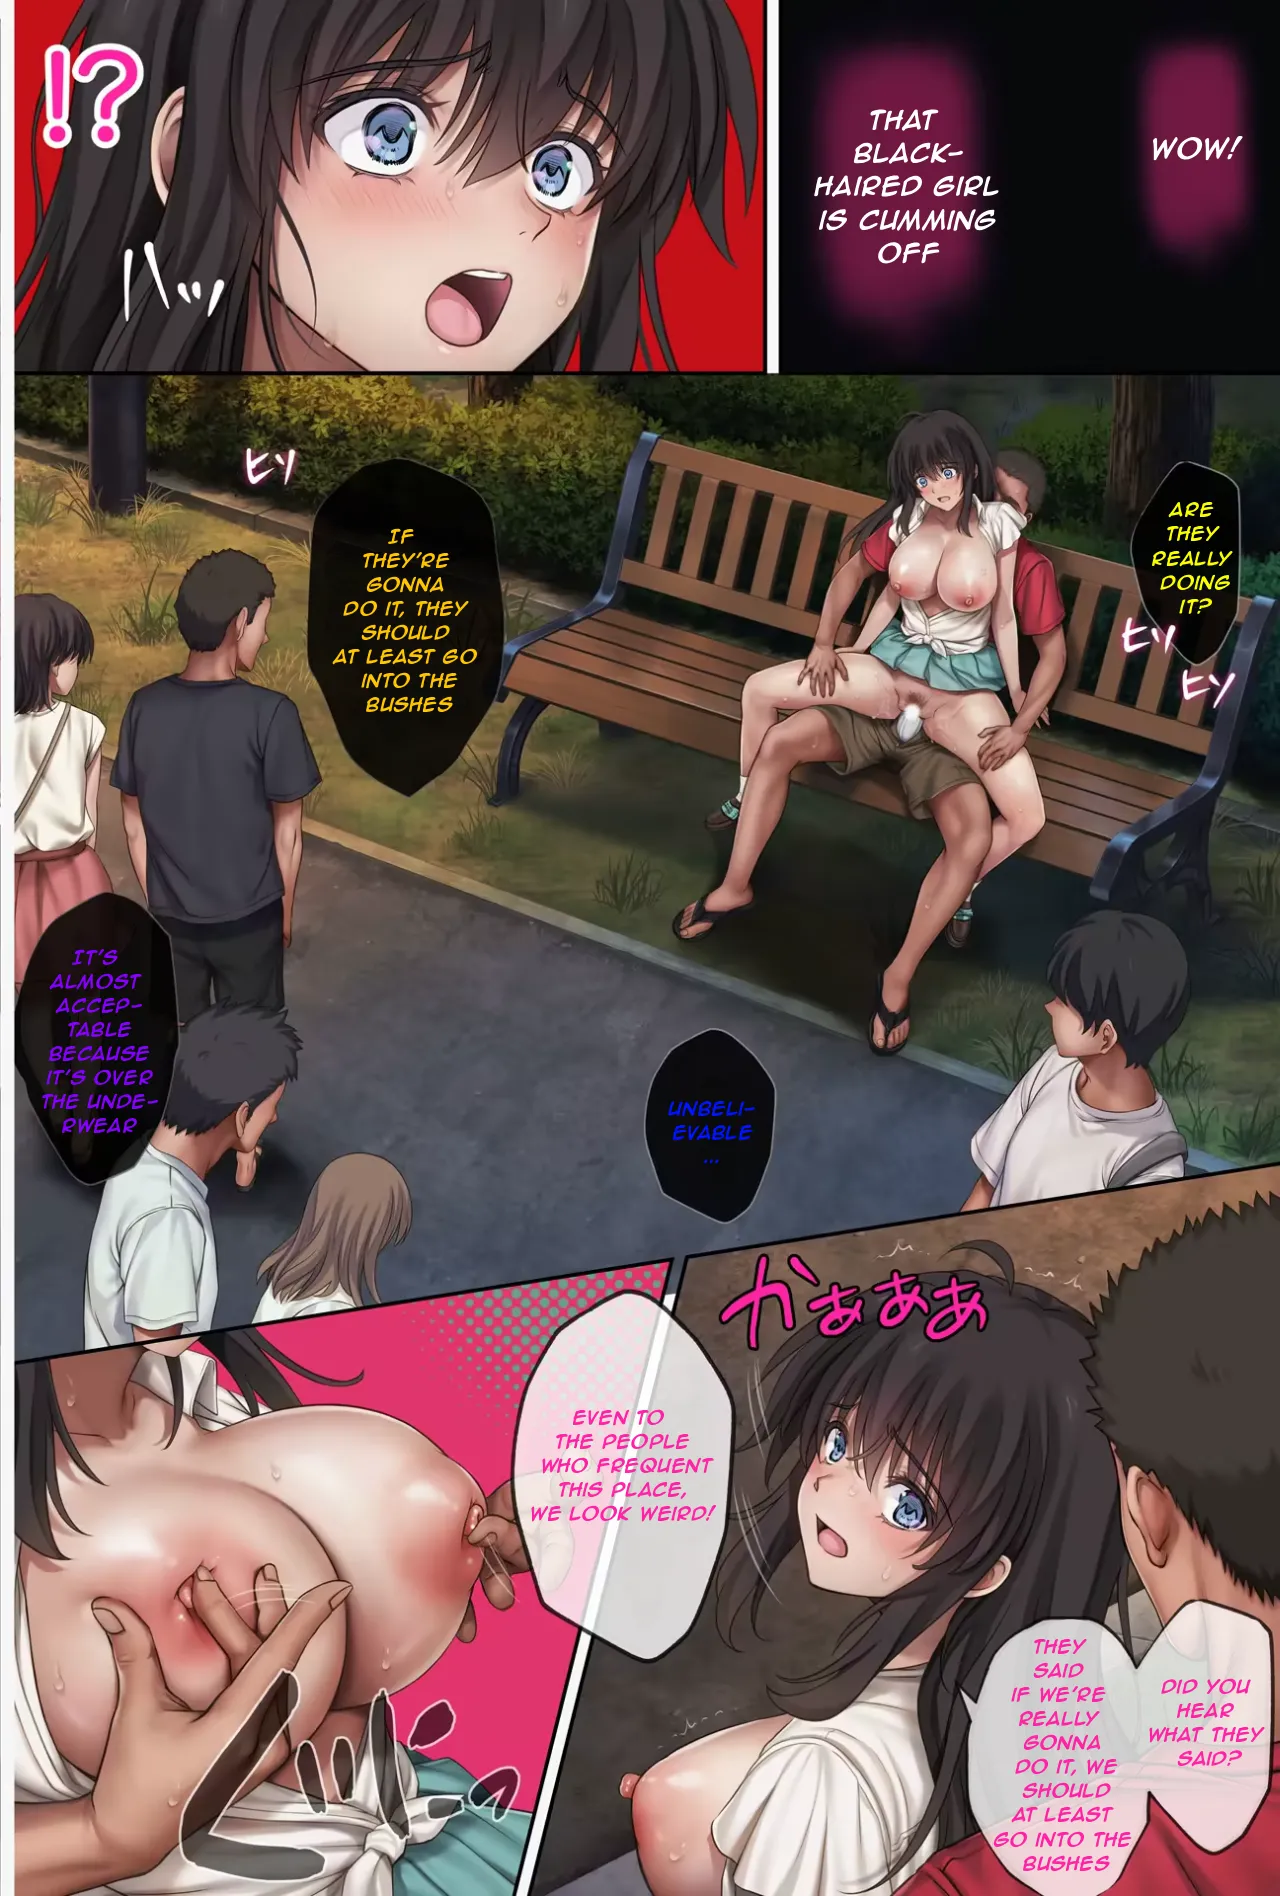 WOW!
THAT
BLACK-
HAIRED GIRL
IS CUMMING
OFF
!?
ハッ
ARE
THEY
REALLY
DOING
IT?
ヒソ
ヒソ
IF
THEY'RE
GONNA
DO IT, THEY
SHOULD
AT LEAST GO
INTO THE
BUSHES
ヒソ
IT'S
ALMOST
ACCEP-
TABLE
BECAUSE
IT'S OVER
THE UNDE-
RWEAR
UNBELI-
EVABLE
...
かぁぁぁ
DID YOU
HEAR
WHAT THEY
SAID?
THEY
SAID
IF WE'RE
REALLY
GONNA
DO IT, WE
SHOULD
AT LEAST
GO INTO THE
BUSHES
EVEN TO
THE PEOPLE
WHO FREQUENT
THIS PLACE,
WE LOOK WEIRD!